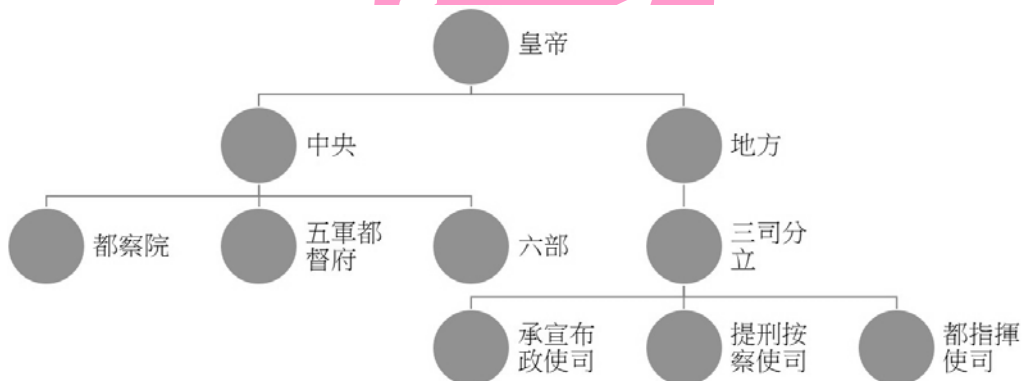 皇帝
中央
地方
都察院
五軍都
督府
六部
三司分
立
承宣布
政使司
提刑按
察使司
都指揮
使司